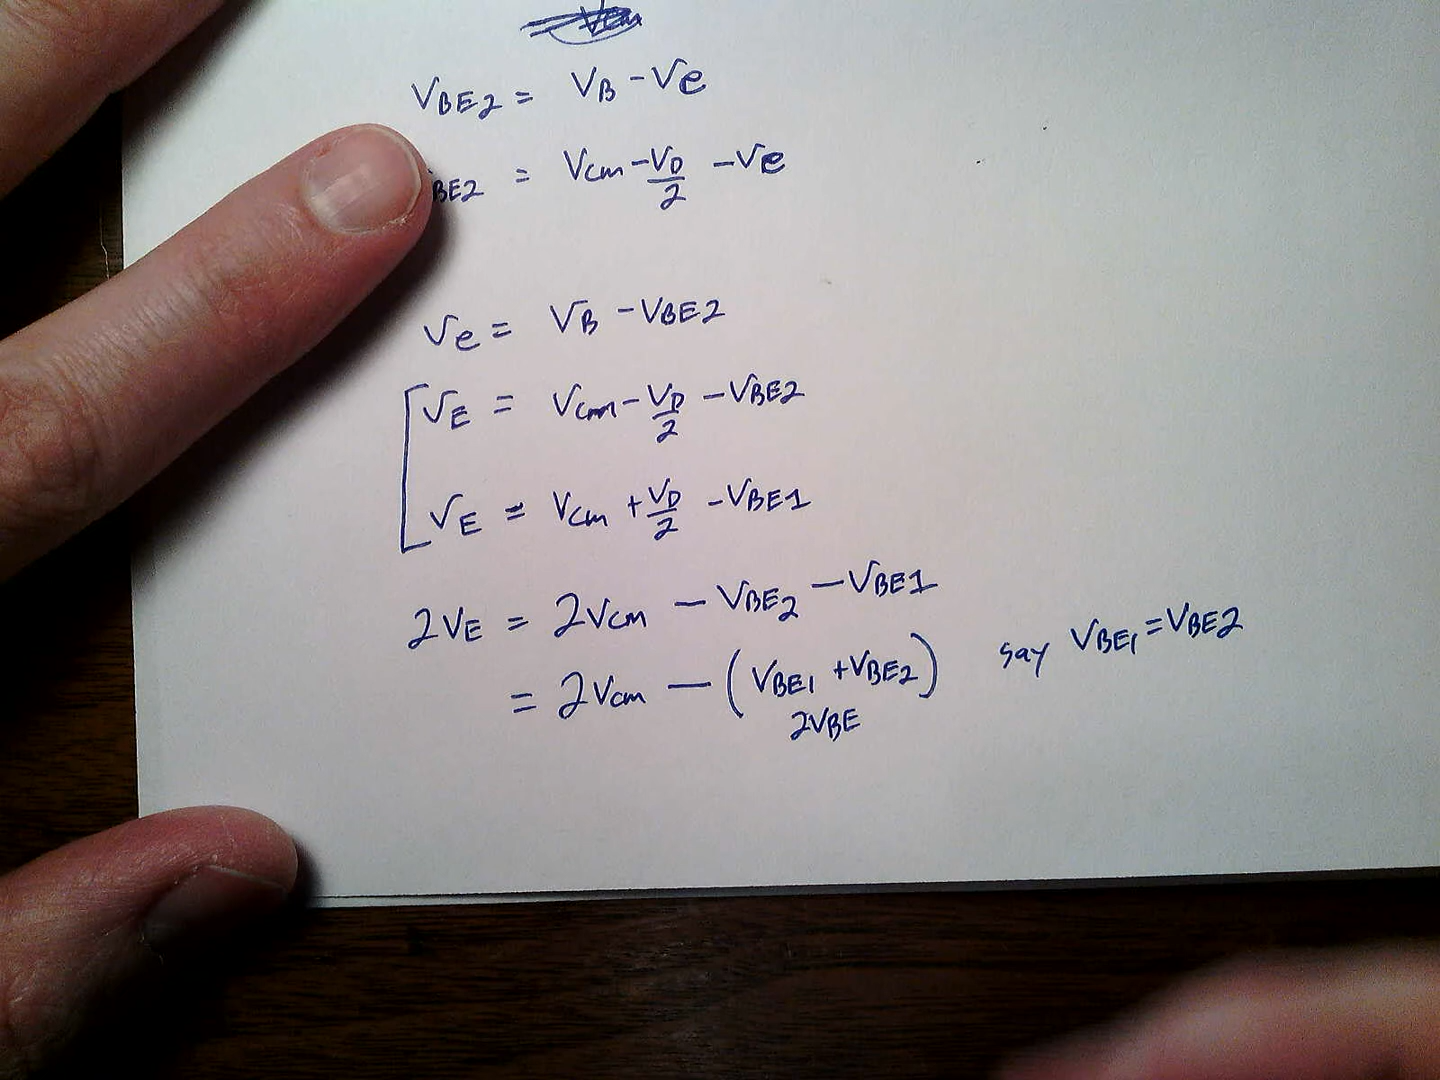 VBE2 = VB - Ve
BE2 = Vcm - VD/2 - Ve
Ve = VB - VBE2
VE = Vcm - VD/2 - VBE2
VE = Vcm + VD/2 - VBE1
2VE = 2Vcm - VBE2 - VBE1
= 2Vcm - (VBE1 + VBE2) say VBE1 = VBE2
2VBE